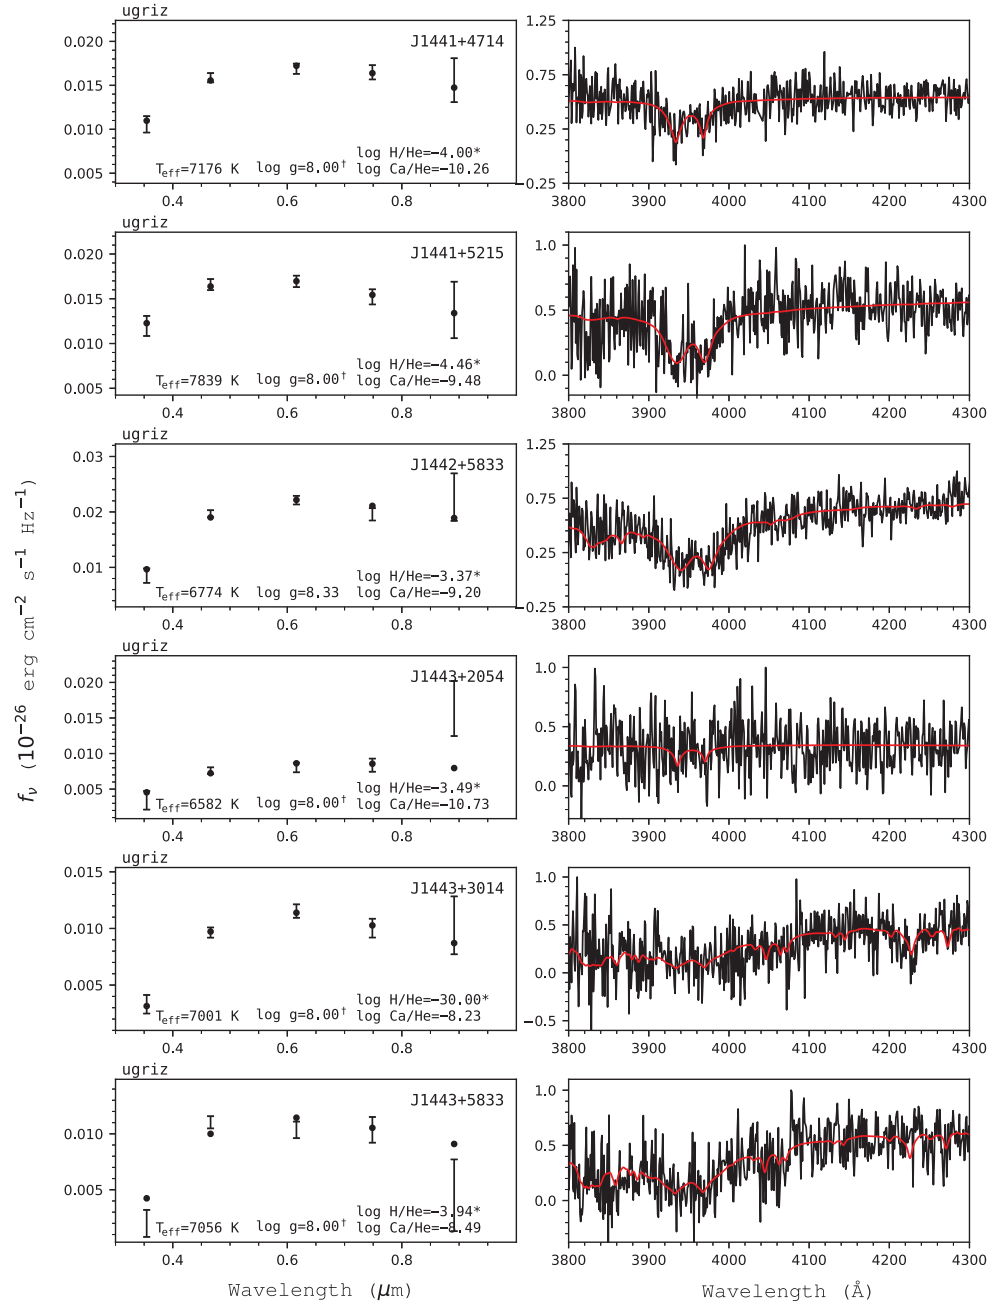 ugriz
J1441+4714
0.020
0.015
0.010
0.005
log H/He=−4.00*
T_eff=7176 K log g=8.00† log Ca/He=−10.26
0.4 0.6 0.8
1.25
0.75
0.25
−0.25
3800 3900 4000 4100 4200 4300
ugriz
J1441+5215
0.020
0.015
0.010
0.005
log H/He=−4.46*
T_eff=7839 K log g=8.00† log Ca/He=−9.48
0.4 0.6 0.8
1.0
0.5
0.0
3800 3900 4000 4100 4200 4300
ugriz
J1442+5833
0.03
0.02
0.01
log H/He=−3.37*
T_eff=6774 K log g=8.33 log Ca/He=−9.20
0.4 0.6 0.8
1.25
0.75
0.25
−0.25
3800 3900 4000 4100 4200 4300
f_ν (10⁻²⁶ erg cm⁻² s⁻¹ Hz⁻¹)
ugriz
J1443+2054
0.020
0.015
0.010
0.005
log H/He=−3.49*
T_eff=6582 K log g=8.00† log Ca/He=−10.73
0.4 0.6 0.8
1.0
0.5
0.0
3800 3900 4000 4100 4200 4300
ugriz
J1443+3014
0.015
0.010
0.005
log H/He=−30.00*
T_eff=7001 K log g=8.00† log Ca/He=−8.23
0.4 0.6 0.8
1.0
0.5
0.0
−0.5
3800 3900 4000 4100 4200 4300
ugriz
J1443+5833
0.010
0.005
log H/He=−3.94*
T_eff=7056 K log g=8.00† log Ca/He=−8.49
0.4 0.6 0.8
1.0
0.5
0.0
3800 3900 4000 4100 4200 4300
Wavelength (μm)
Wavelength (Å)